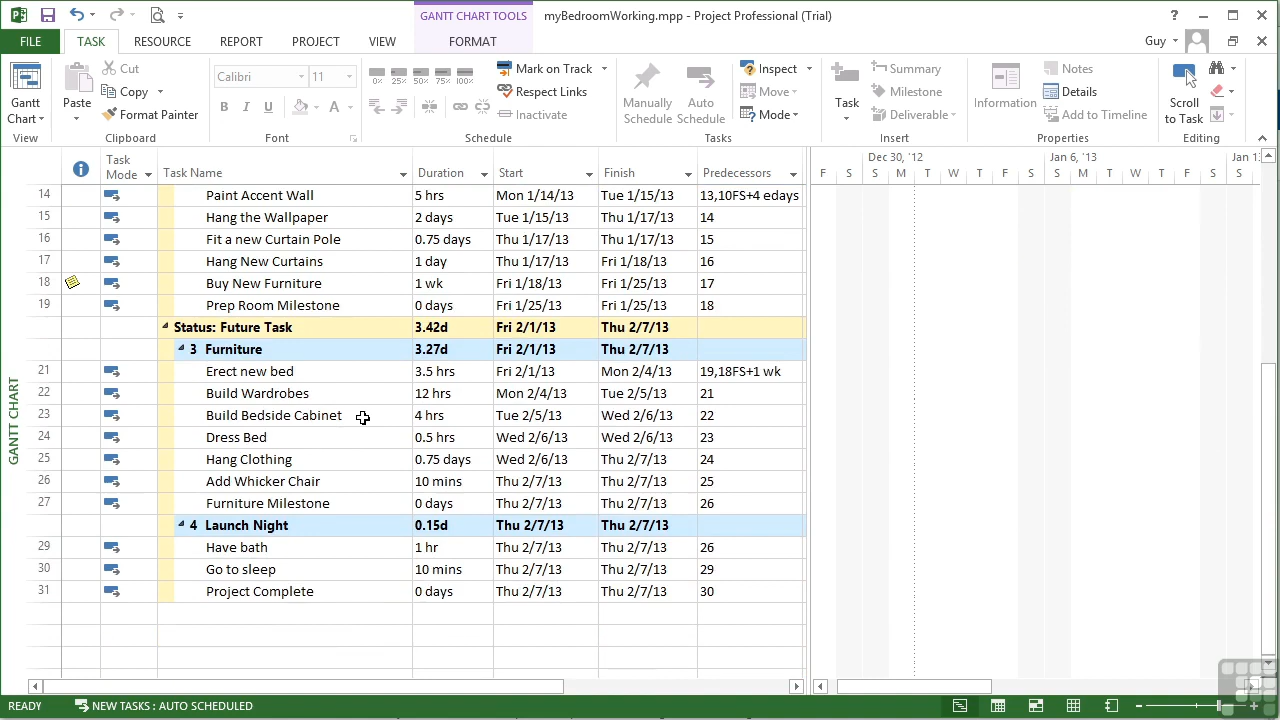 GANTT CHART TOOLS
myBedroomWorking.mpp - Project Professional (Trial)
FILE TASK RESOURCE REPORT PROJECT VIEW FORMAT
Guy
Gantt Chart
View
Paste
Cut
Copy
Format Painter
Clipboard
Calibri 11
B I U A
Font
0% 25% 50% 75% 100%
Mark on Track
Respect Links
Inactivate
Schedule
Manually Schedule
Auto Schedule
Inspect
Move
Mode
Tasks
Task
Summary
Milestone
Deliverable
Insert
Information
Notes
Details
Add to Timeline
Properties
Scroll to Task
Editing
Task Mode Task Name Duration Start Finish Predecessors
Dec 30, '12 Jan 6, '13 Jan 1
F S S M T W T F S S M T W T F S S
14 Paint Accent Wall 5 hrs Mon 1/14/13 Tue 1/15/13 13,10FS+4 edays
15 Hang the Wallpaper 2 days Tue 1/15/13 Thu 1/17/13 14
16 Fit a new Curtain Pole 0.75 days Thu 1/17/13 Thu 1/17/13 15
17 Hang New Curtains 1 day Thu 1/17/13 Fri 1/18/13 16
18 Buy New Furniture 1 wk Fri 1/18/13 Fri 1/25/13 17
19 Prep Room Milestone 0 days Fri 1/25/13 Fri 1/25/13 18
Status: Future Task 3.42d Fri 2/1/13 Thu 2/7/13
3 Furniture 3.27d Fri 2/1/13 Thu 2/7/13
21 Erect new bed 3.5 hrs Fri 2/1/13 Mon 2/4/13 19,18FS+1 wk
22 Build Wardrobes 12 hrs Mon 2/4/13 Tue 2/5/13 21
23 Build Bedside Cabinet 4 hrs Tue 2/5/13 Wed 2/6/13 22
24 Dress Bed 0.5 hrs Wed 2/6/13 Wed 2/6/13 23
25 Hang Clothing 0.75 days Wed 2/6/13 Thu 2/7/13 24
26 Add Whicker Chair 10 mins Thu 2/7/13 Thu 2/7/13 25
27 Furniture Milestone 0 days Thu 2/7/13 Thu 2/7/13 26
4 Launch Night 0.15d Thu 2/7/13 Thu 2/7/13
29 Have bath 1 hr Thu 2/7/13 Thu 2/7/13 26
30 Go to sleep 10 mins Thu 2/7/13 Thu 2/7/13 29
31 Project Complete 0 days Thu 2/7/13 Thu 2/7/13 30
GANTT CHART
READY NEW TASKS : AUTO SCHEDULED